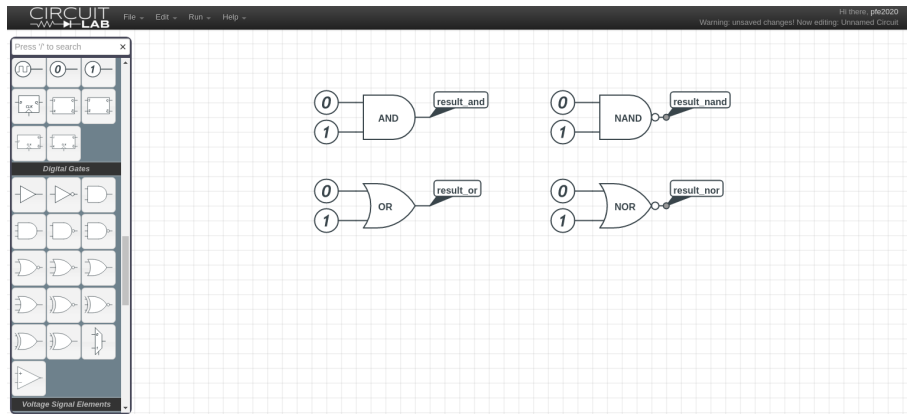 CIRCUIT LAB
File Edit Run Help
Hi there, pfe2020
Warning: unsaved changes! Now editing: Unnamed Circuit
Press '/' to search ×
0 1
Digital Gates
Voltage Signal Elements
0 1 AND result_and
0 1 NAND result_nand
0 1 OR result_or
0 1 NOR result_nor